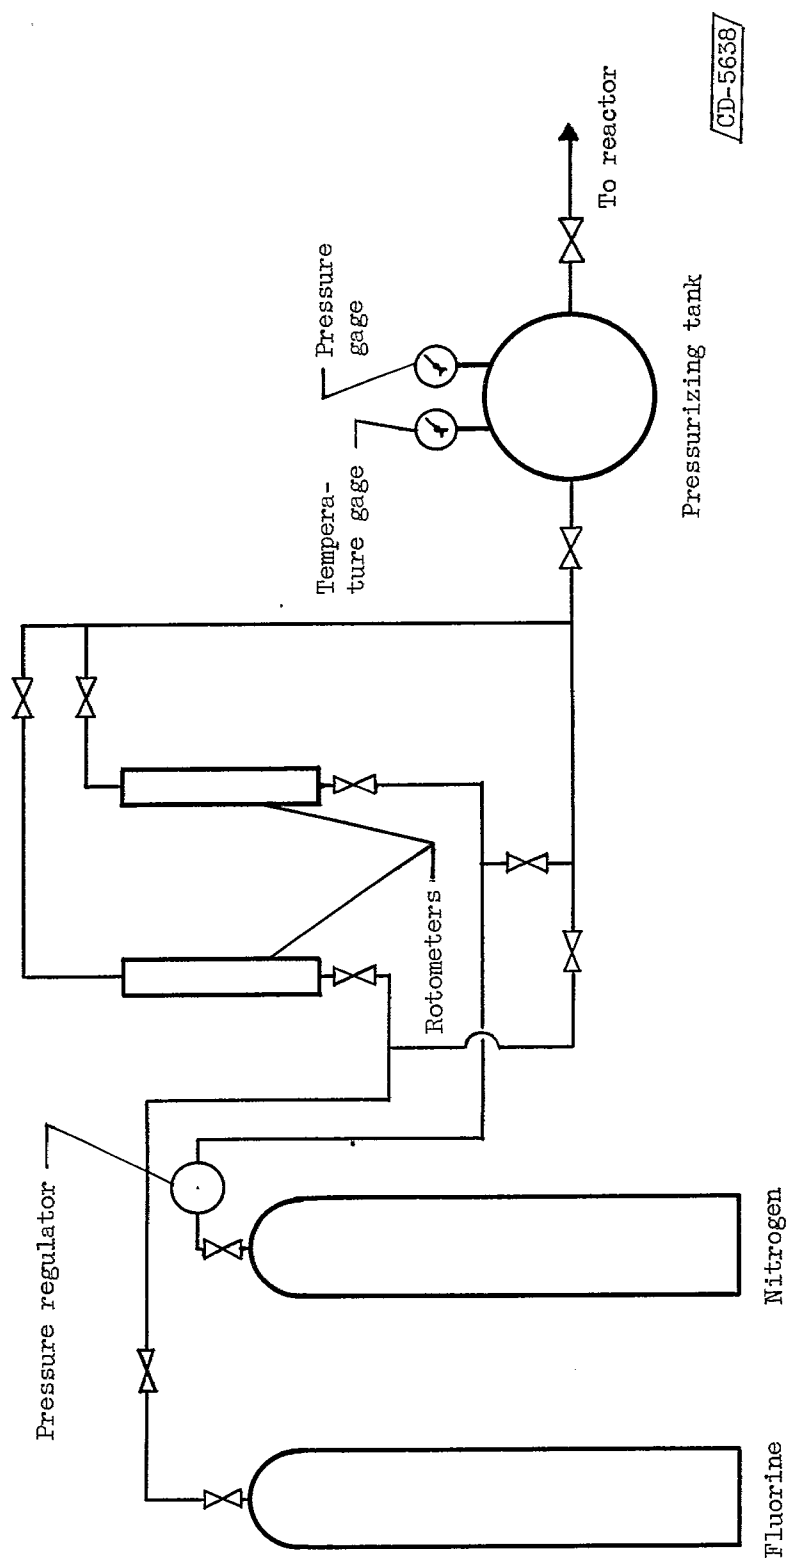 Pressure regulator
Rotometers
Tempera-
ture gage
Pressure
gage
To reactor
Pressurizing tank
Fluorine
Nitrogen
CD-5638